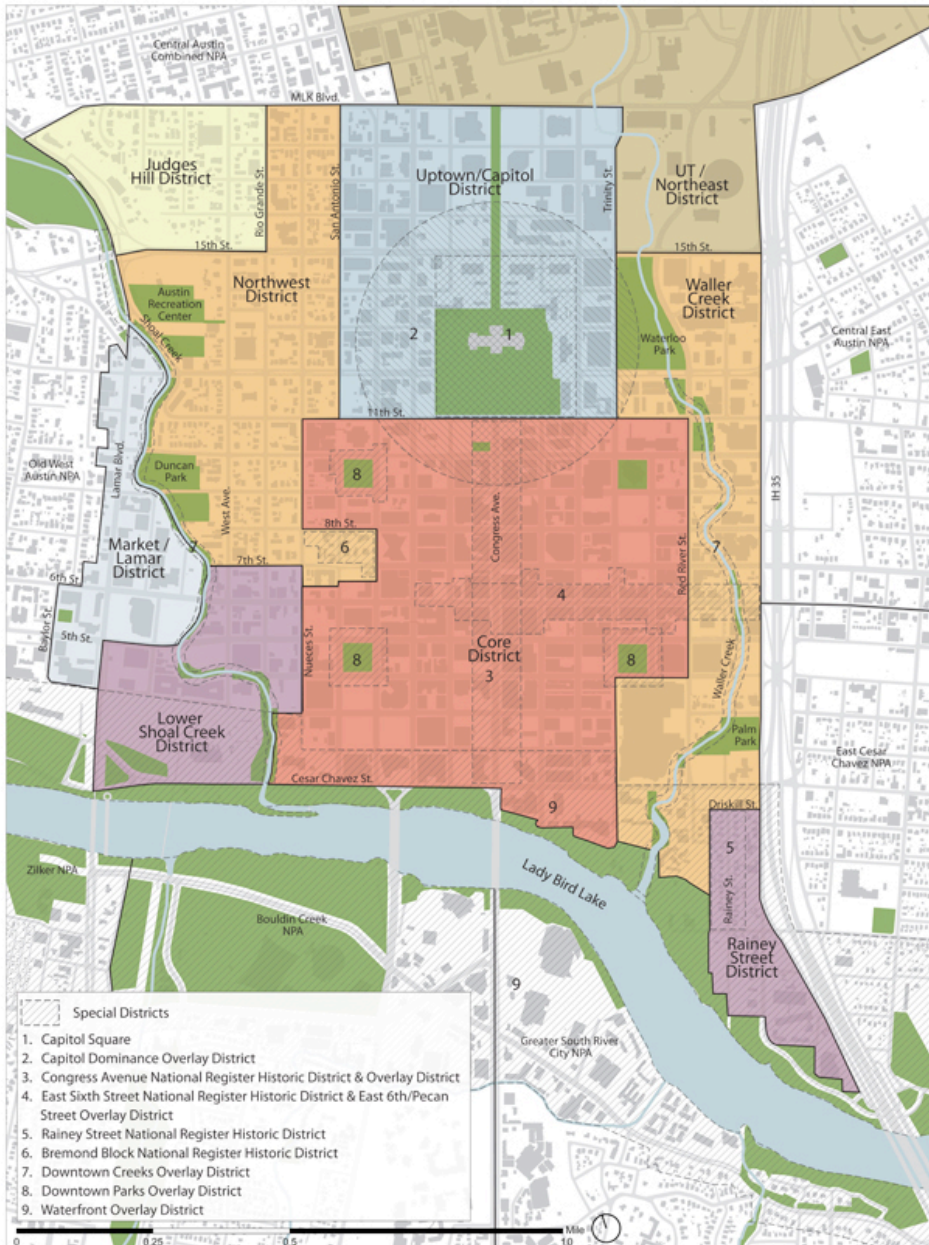 Central Austin
Combined NPA
MLK Blvd.
Judges
Hill District
Rio Grande St.
San Antonio St.
Uptown/Capitol
District
Trinity St.
UT /
Northeast
District
15th St.
15th St.
Northwest
District
Waller
Creek
District
Austin
Recreation
Center
Shoal Creek
2
1
Waterloo
Park
Central East
Austin NPA
11th St.
Old West
Austin NPA
Lamar Blvd.
Duncan
Park
West Ave.
8
Congress Ave.
Red River St.
IH 35
8th St.
6
7
7
Market /
Lamar
District
7th St.
6th St.
4
Baylor St.
5th St.
Nueces St.
8
Core
District
3
8
Waller Creek
Lower
Shoal Creek
District
Palm
Park
East Cesar
Chavez NPA
Cesar Chavez St.
9
Driskill St.
5
Zilker NPA
Lady Bird Lake
Rainey St.
Bouldin Creek
NPA
Rainey
Street
District
9
Greater South River
City NPA
Special Districts
1. Capitol Square
2. Capitol Dominance Overlay District
3. Congress Avenue National Register Historic District & Overlay District
4. East Sixth Street National Register Historic District & East 6th/Pecan
Street Overlay District
5. Rainey Street National Register Historic District
6. Bremond Block National Register Historic District
7. Downtown Creeks Overlay District
8. Downtown Parks Overlay District
9. Waterfront Overlay District
0 0.25 0.5 10 Mile